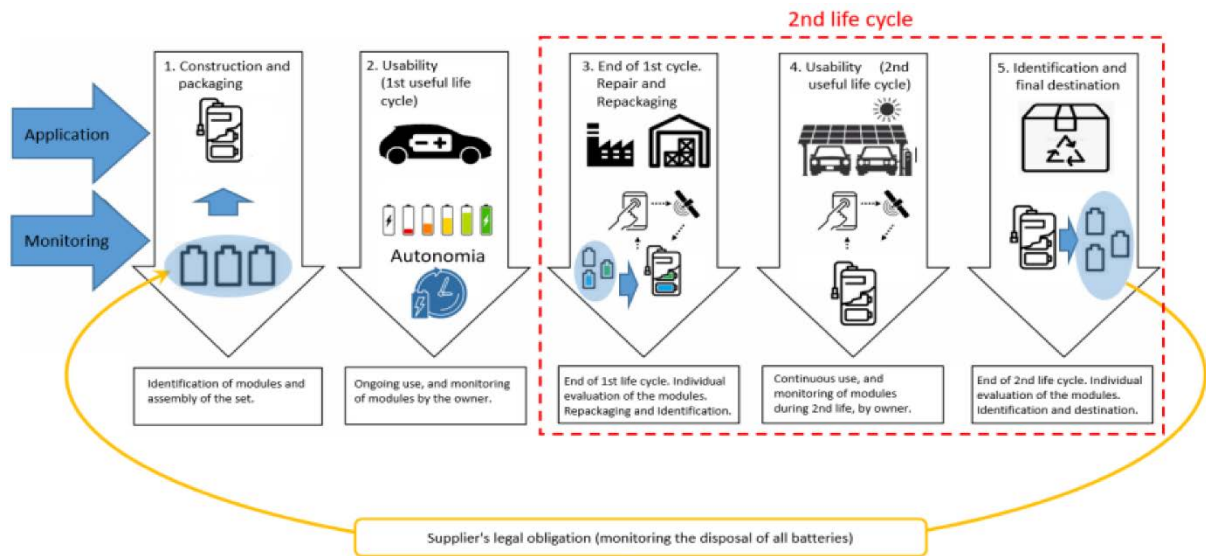 2nd life cycle
Application
Monitoring
1. Construction and
packaging
2. Usability
(1st useful life
cycle)
Autonomia
3. End of 1st cycle.
Repair and
Repackaging
4. Usability (2nd
useful life cycle)
5. Identification and
final destination
Identification of modules and
assembly of the set.
Ongoing use, and monitoring
of modules by the owner.
End of 1st life cycle. Individual
evaluation of the modules.
Repackaging and Identification.
Continuous use, and
monitoring of modules
during 2nd life, by owner.
End of 2nd life cycle. Individual
evaluation of the modules.
Identification and destination.
Supplier's legal obligation (monitoring the disposal of all batteries)